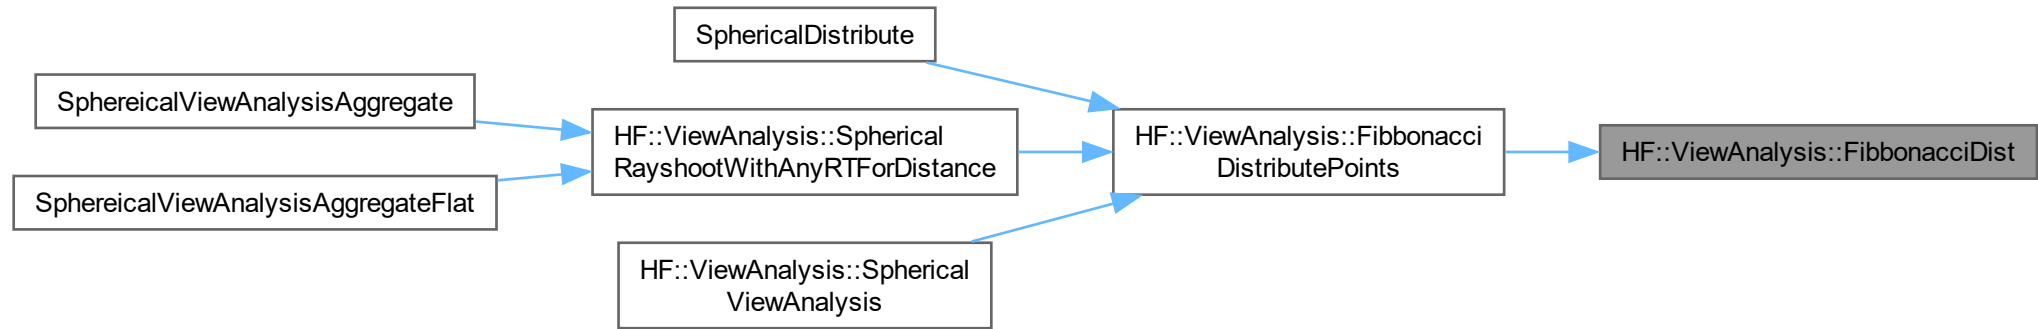 SphericalDistribute
SphereicalViewAnalysisAggregate
SphereicalViewAnalysisAggregateFlat
HF::ViewAnalysis::Spherical
RayshootWithAnyRTForDistance
HF::ViewAnalysis::Spherical
ViewAnalysis
HF::ViewAnalysis::Fibbonacci
DistributePoints
HF::ViewAnalysis::FibbonacciDist